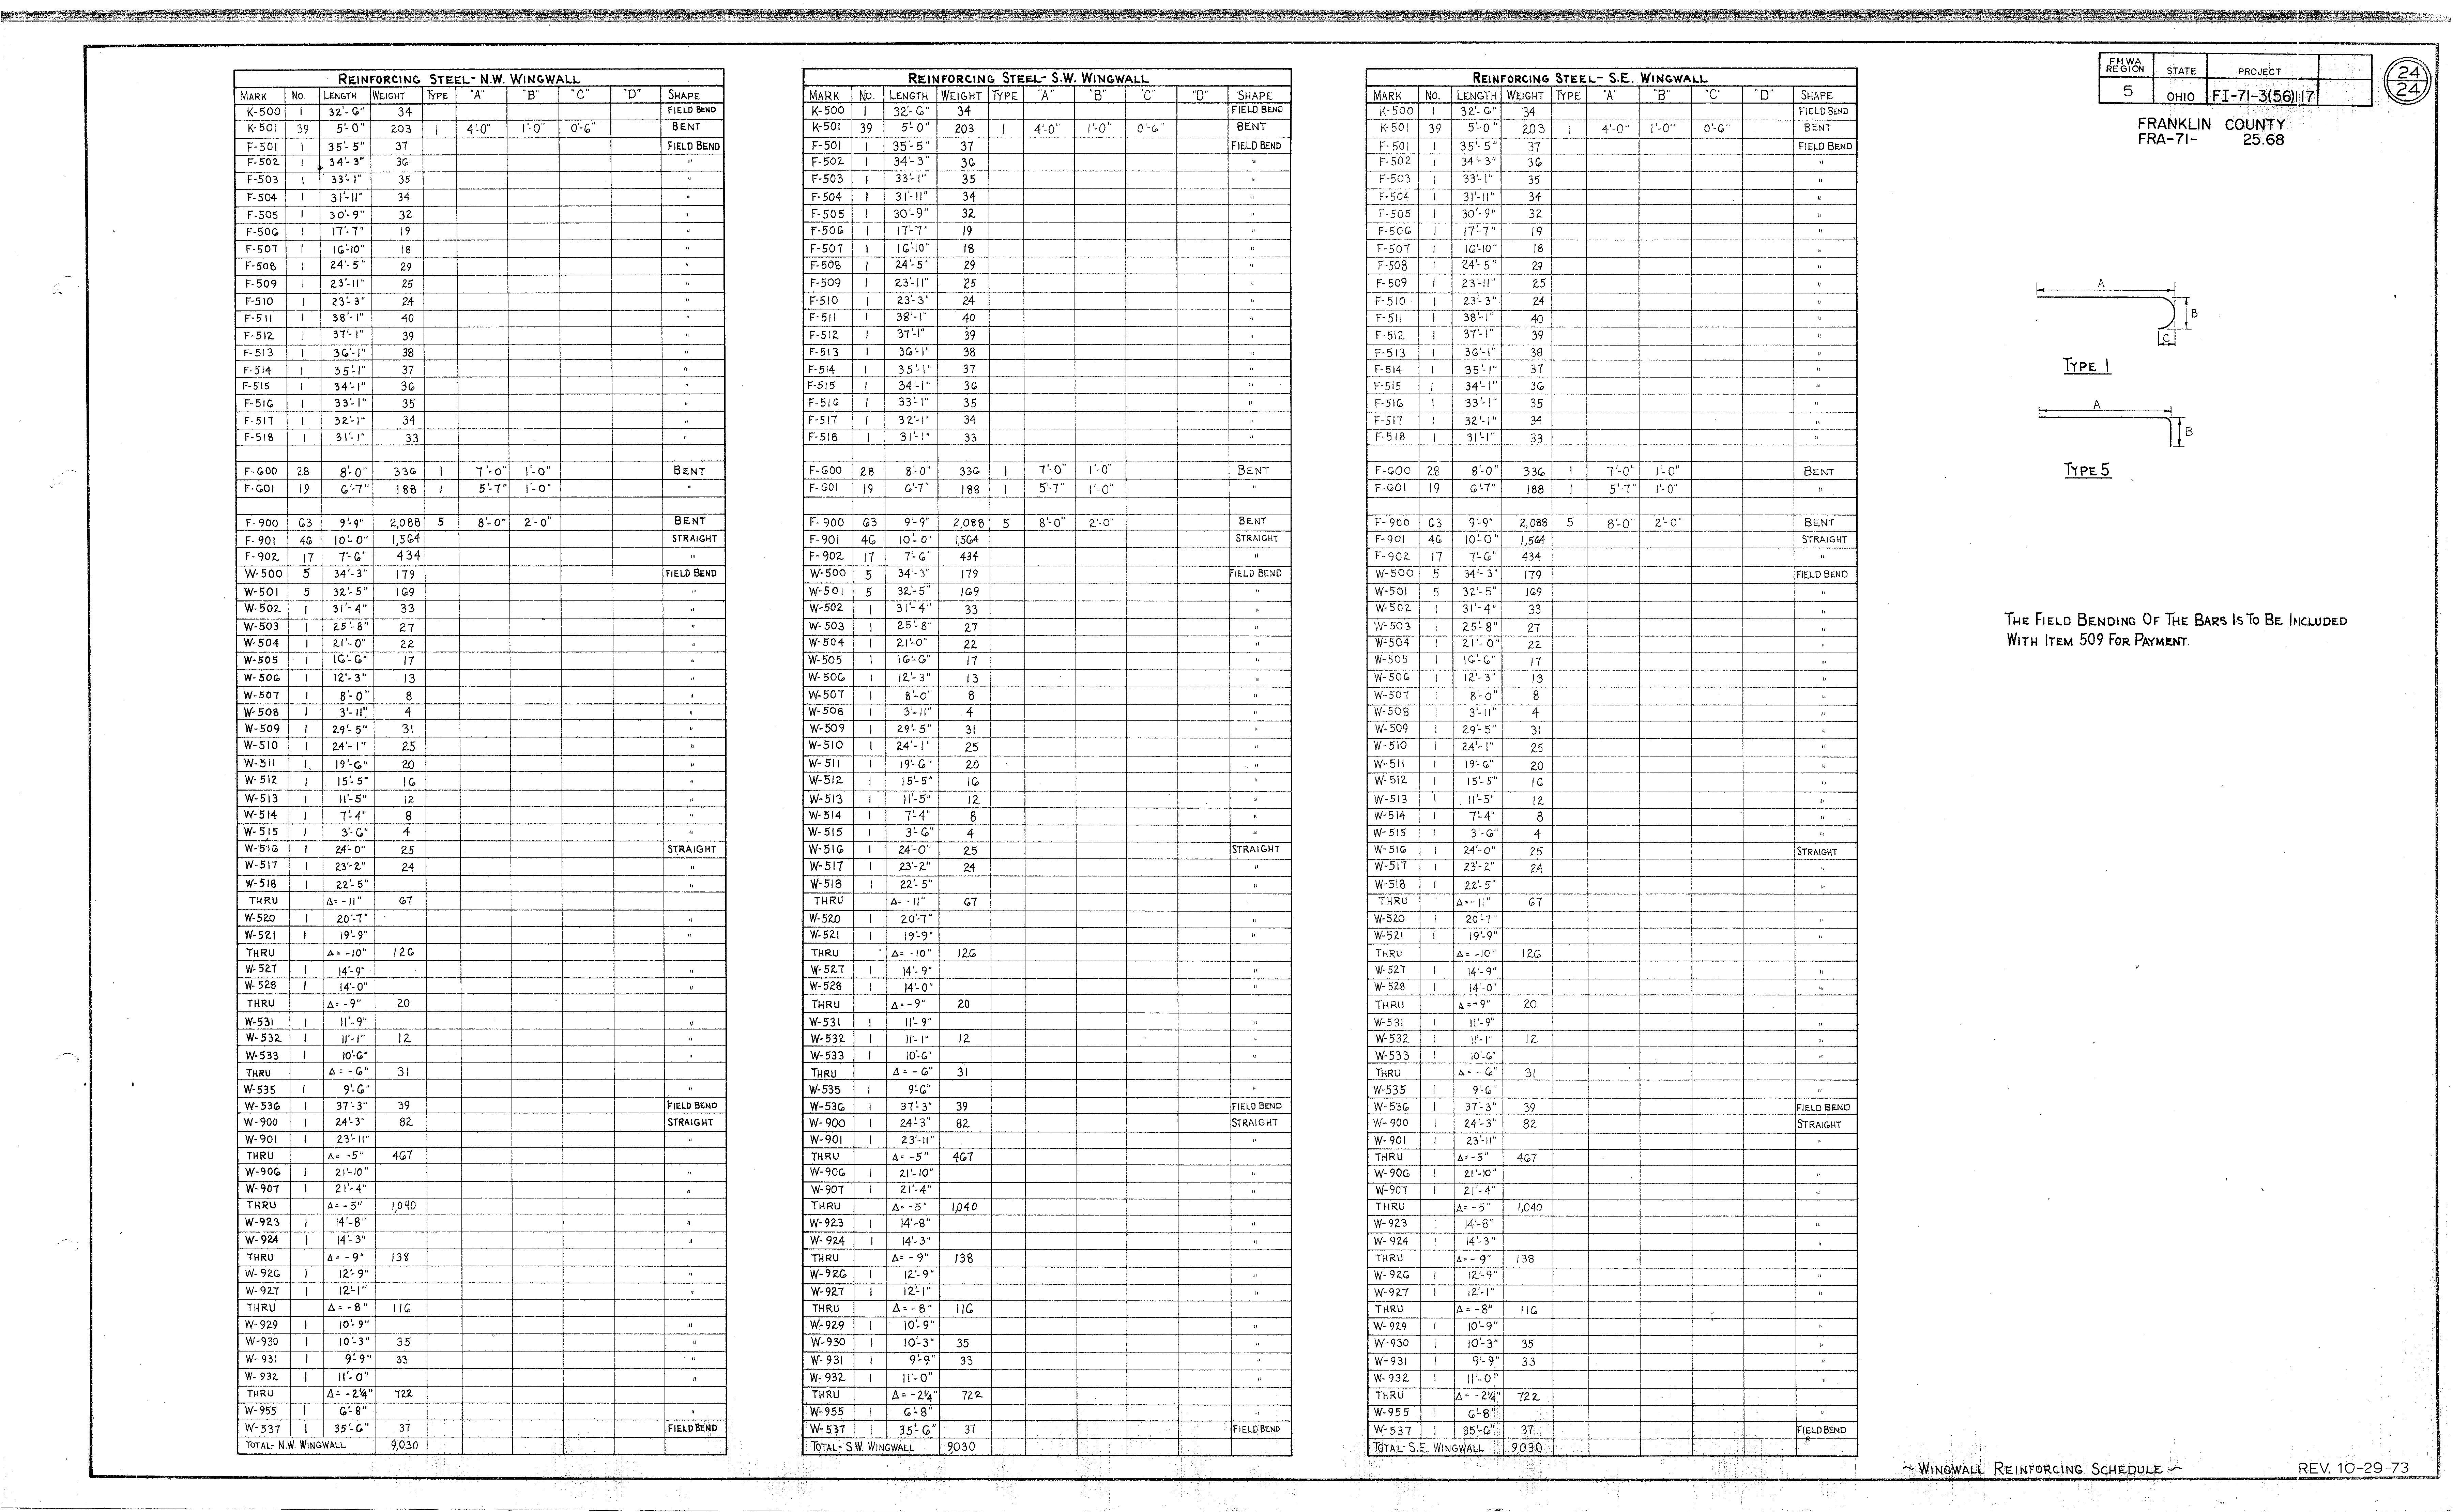 REINFORCING STEEL- N.W. WINGWALL
MARK No. LENGTH WEIGHT TYPE "A" "B" "C" "D" SHAPE
K-500 1 32'-6" 34 FIELD BEND
K-501 39 5'-0" 203 1 4'-0" 1'-0" 0'-6" BENT
F-501 1 35'-5" 37 FIELD BEND
F-502 1 34'-3" 36 "
F-503 1 33'-1" 35 "
F-504 1 31'-11" 34 "
F-505 1 30'-9" 32 "
F-506 1 17'-7" 19 "
F-507 1 16'-10" 18 "
F-508 1 24'-5" 29 "
F-509 1 23'-11" 25 "
F-510 1 23'-3" 24 "
F-511 1 38'-1" 40 "
F-512 1 37'-1" 39 "
F-513 1 36'-1" 38 "
F-514 1 35'-1" 37 "
F-515 1 34'-1" 36 "
F-516 1 33'-1" 35 "
F-517 1 32'-1" 34 "
F-518 1 31'-1" 33 "
F-600 28 8'-0" 336 1 7'-0" 1'-0" BENT
F-601 19 6'-7" 188 1 5'-7" 1'-0" "
F-900 63 9'-9" 2,088 5 8'-0" 2'-0" BENT
F-901 46 10'-0" 1,564 STRAIGHT
F-902 17 7'-6" 434 "
W-500 5 34'-3" 179 FIELD BEND
W-501 5 32'-5" 169 "
W-502 1 31'-4" 33 "
W-503 1 25'-8" 27 "
W-504 1 21'-0" 22 "
W-505 1 16'-6" 17 "
W-506 1 12'-3" 13 "
W-507 1 8'-0" 8 "
W-508 1 3'-11" 4 "
W-509 1 29'-5" 31 "
W-510 1 24'-1" 25 "
W-511 1 19'-6" 20 "
W-512 1 15'-5" 16 "
W-513 1 11'-5" 12 "
W-514 1 7'-4" 8 "
W-515 1 3'-6" 4 "
W-516 1 24'-0" 25 STRAIGHT
W-517 1 23'-2" 24 "
W-518 1 22'-5" "
THRU Δ= -11" 67
W-520 1 20'-7" "
W-521 1 19'-9" "
THRU Δ= -10" 126
W-527 1 14'-9" "
W-528 1 14'-0" "
THRU Δ= -9" 20
W-531 1 11'-9" "
W-532 1 11'-1" 12 "
W-533 1 10'-6"
THRU Δ= -6" 31
W-535 1 9'-6" "
W-536 1 37'-3" 39 FIELD BEND
W-900 1 24'-3" 82 STRAIGHT
W-901 1 23'-11" "
THRU Δ= -5" 467
W-906 1 21'-10" "
W-907 1 21'-4" "
THRU Δ= -5" 1,040
W-923 1 14'-8" "
W-924 1 14'-3" "
THRU Δ= -9" 138
W-926 1 12'-9" "
W-927 1 12'-1" "
THRU Δ= -8" 116
W-929 1 10'-9" "
W-930 1 10'-3" 35 "
W-931 1 9'-9" 33 "
W-932 1 11'-0" "
THRU Δ= -2¼" 722
W-955 1 6'-8" "
W-537 1 35'-6" 37 FIELD BEND
TOTAL- N.W. WINGWALL 9,030
REINFORCING STEEL- S.W. WINGWALL
MARK No. LENGTH WEIGHT TYPE "A" "B" "C" "D" SHAPE
K-500 1 32'-6" 34 FIELD BEND
K-501 39 5'-0" 203 1 4'-0" 1'-0" 0'-6" BENT
F-501 1 35'-5" 37 FIELD BEND
F-502 1 34'-3" 36 "
F-503 1 33'-1" 35 "
F-504 1 31'-11" 34 "
F-505 1 30'-9" 32 "
F-506 1 17'-7" 19 "
F-507 1 16'-10" 18 "
F-508 1 24'-5" 29 "
F-509 1 23'-11" 25 "
F-510 1 23'-3" 24 "
F-511 1 38'-1" 40 "
F-512 1 37'-1" 39 "
F-513 1 36'-1" 38 "
F-514 1 35'-1" 37 "
F-515 1 34'-1" 36 "
F-516 1 33'-1" 35 "
F-517 1 32'-1" 34 "
F-518 1 31'-1" 33 "
F-600 28 8'-0" 336 1 7'-0" 1'-0" BENT
F-601 19 6'-7" 188 1 5'-7" 1'-0" "
F-900 63 9'-9" 2,088 5 8'-0" 2'-0" BENT
F-901 46 10'-0" 1,564 STRAIGHT
F-902 17 7'-6" 434 "
W-500 5 34'-3" 179 FIELD BEND
W-501 5 32'-5" 169 "
W-502 1 31'-4" 33 "
W-503 1 25'-8" 27 "
W-504 1 21'-0" 22 "
W-505 1 16'-6" 17 "
W-506 1 12'-3" 13 "
W-507 1 8'-0" 8 "
W-508 1 3'-11" 4 "
W-509 1 29'-5" 31 "
W-510 1 24'-1" 25 "
W-511 1 19'-6" 20 "
W-512 1 15'-5" 16 "
W-513 1 11'-5" 12 "
W-514 1 7'-4" 8 "
W-515 1 3'-6" 4 "
W-516 1 24'-0" 25 STRAIGHT
W-517 1 23'-2" 24 "
W-518 1 22'-5" "
THRU Δ= -11" 67
W-520 1 20'-7" "
W-521 1 19'-9" "
THRU Δ= -10" 126
W-527 1 14'-9" "
W-528 1 14'-0" "
THRU Δ= -9" 20
W-531 1 11'-9" "
W-532 1 11'-1" 12 "
W-533 1 10'-6" "
THRU Δ= -6" 31
W-535 1 9'-6" "
W-536 1 37'-3" 39 FIELD BEND
W-900 1 24'-3" 82 STRAIGHT
W-901 1 23'-11" "
THRU Δ= -5" 467
W-906 1 21'-10" "
W-907 1 21'-4" "
THRU Δ= -5" 1,040
W-923 1 14'-8" "
W-924 1 14'-3" "
THRU Δ= -9" 138
W-926 1 12'-9" "
W-927 1 12'-1" "
THRU Δ= -8" 116
W-929 1 10'-9" "
W-930 1 10'-3" 35 "
W-931 1 9'-9" 33 "
W-932 1 11'-0" "
THRU Δ= -2¼" 722
W-955 1 6'-8" "
W-537 1 35'-6" 37 FIELD BEND
TOTAL- S.W. WINGWALL 9030
REINFORCING STEEL- S.E. WINGWALL
MARK No. LENGTH WEIGHT TYPE "A" "B" "C" "D" SHAPE
K-500 1 32'-6" 34 FIELD BEND
K-501 39 5'-0" 203 1 4'-0" 1'-0" 0'-6" BENT
F-501 1 35'-5" 37 FIELD BEND
F-502 1 34'-3" 36 "
F-503 1 33'-1" 35 "
F-504 1 31'-11" 34 "
F-505 1 30'-9" 32 "
F-506 1 17'-7" 19 "
F-507 1 16'-10" 18 "
F-508 1 24'-5" 29 "
F-509 1 23'-11" 25 "
F-510 1 23'-3" 24 "
F-511 1 38'-1" 40 "
F-512 1 37'-1" 39 "
F-513 1 36'-1" 38 "
F-514 1 35'-1" 37 "
F-515 1 34'-1" 36 "
F-516 1 33'-1" 35 "
F-517 1 32'-1" 34 "
F-518 1 31'-1" 33 "
F-600 28 8'-0" 336 1 7'-0" 1'-0" BENT
F-601 19 6'-7" 188 1 5'-7" 1'-0" "
F-900 63 9'-9" 2,088 5 8'-0" 2'-0" BENT
F-901 46 10'-0" 1,564 STRAIGHT
F-902 17 7'-6" 434 "
W-500 5 34'-3" 179 FIELD BEND
W-501 5 32'-5" 169 "
W-502 1 31'-4" 33 "
W-503 1 25'-8" 27 "
W-504 1 21'-0" 22 "
W-505 1 16'-6" 17 "
W-506 1 12'-3" 13 "
W-507 1 8'-0" 8 "
W-508 1 3'-11" 4 "
W-509 1 29'-5" 31 "
W-510 1 24'-1" 25 "
W-511 1 19'-6" 20 "
W-512 1 15'-5" 16 "
W-513 1 11'-5" 12 "
W-514 1 7'-4" 8 "
W-515 1 3'-6" 4 "
W-516 1 24'-0" 25 STRAIGHT
W-517 1 23'-2" 24 "
W-518 1 22'-5" "
THRU Δ= -11" 67
W-520 1 20'-7" "
W-521 1 19'-9" "
THRU Δ= -10" 126
W-527 1 14'-9" "
W-528 1 14'-0" "
THRU Δ= -9" 20
W-531 1 11'-9" "
W-532 1 11'-1" 12 "
W-533 1 10'-6" "
THRU Δ= -6" 31
W-535 1 9'-6" "
W-536 1 37'-3" 39 FIELD BEND
W-900 1 24'-3" 82 STRAIGHT
W-901 1 23'-11" "
THRU Δ= -5" 467
W-906 1 21'-10" "
W-907 1 21'-4" "
THRU Δ= -5" 1,040
W-923 1 14'-8" "
W-924 1 14'-3" "
THRU Δ= -9" 138
W-926 1 12'-9" "
W-927 1 12'-1" "
THRU Δ= -8" 116
W-929 1 10'-9" "
W-930 1 10'-3" 35 "
W-931 1 9'-9" 33 "
W-932 1 11'-0" "
THRU Δ= -2¼" 722
W-955 1 6'-8" "
W-537 1 35'-6" 37 FIELD BEND
TOTAL- S.E. WINGWALL 9,030
FHWA REGION STATE PROJECT
5 OHIO FI-71-3(56)117
24
24
FRANKLIN COUNTY
FRA-71- 25.68
A
B
C
TYPE 1
A
B
TYPE 5
THE FIELD BENDING OF THE BARS IS TO BE INCLUDED
WITH ITEM 509 FOR PAYMENT.
~ WINGWALL REINFORCING SCHEDULE ~
REV. 10-29-73